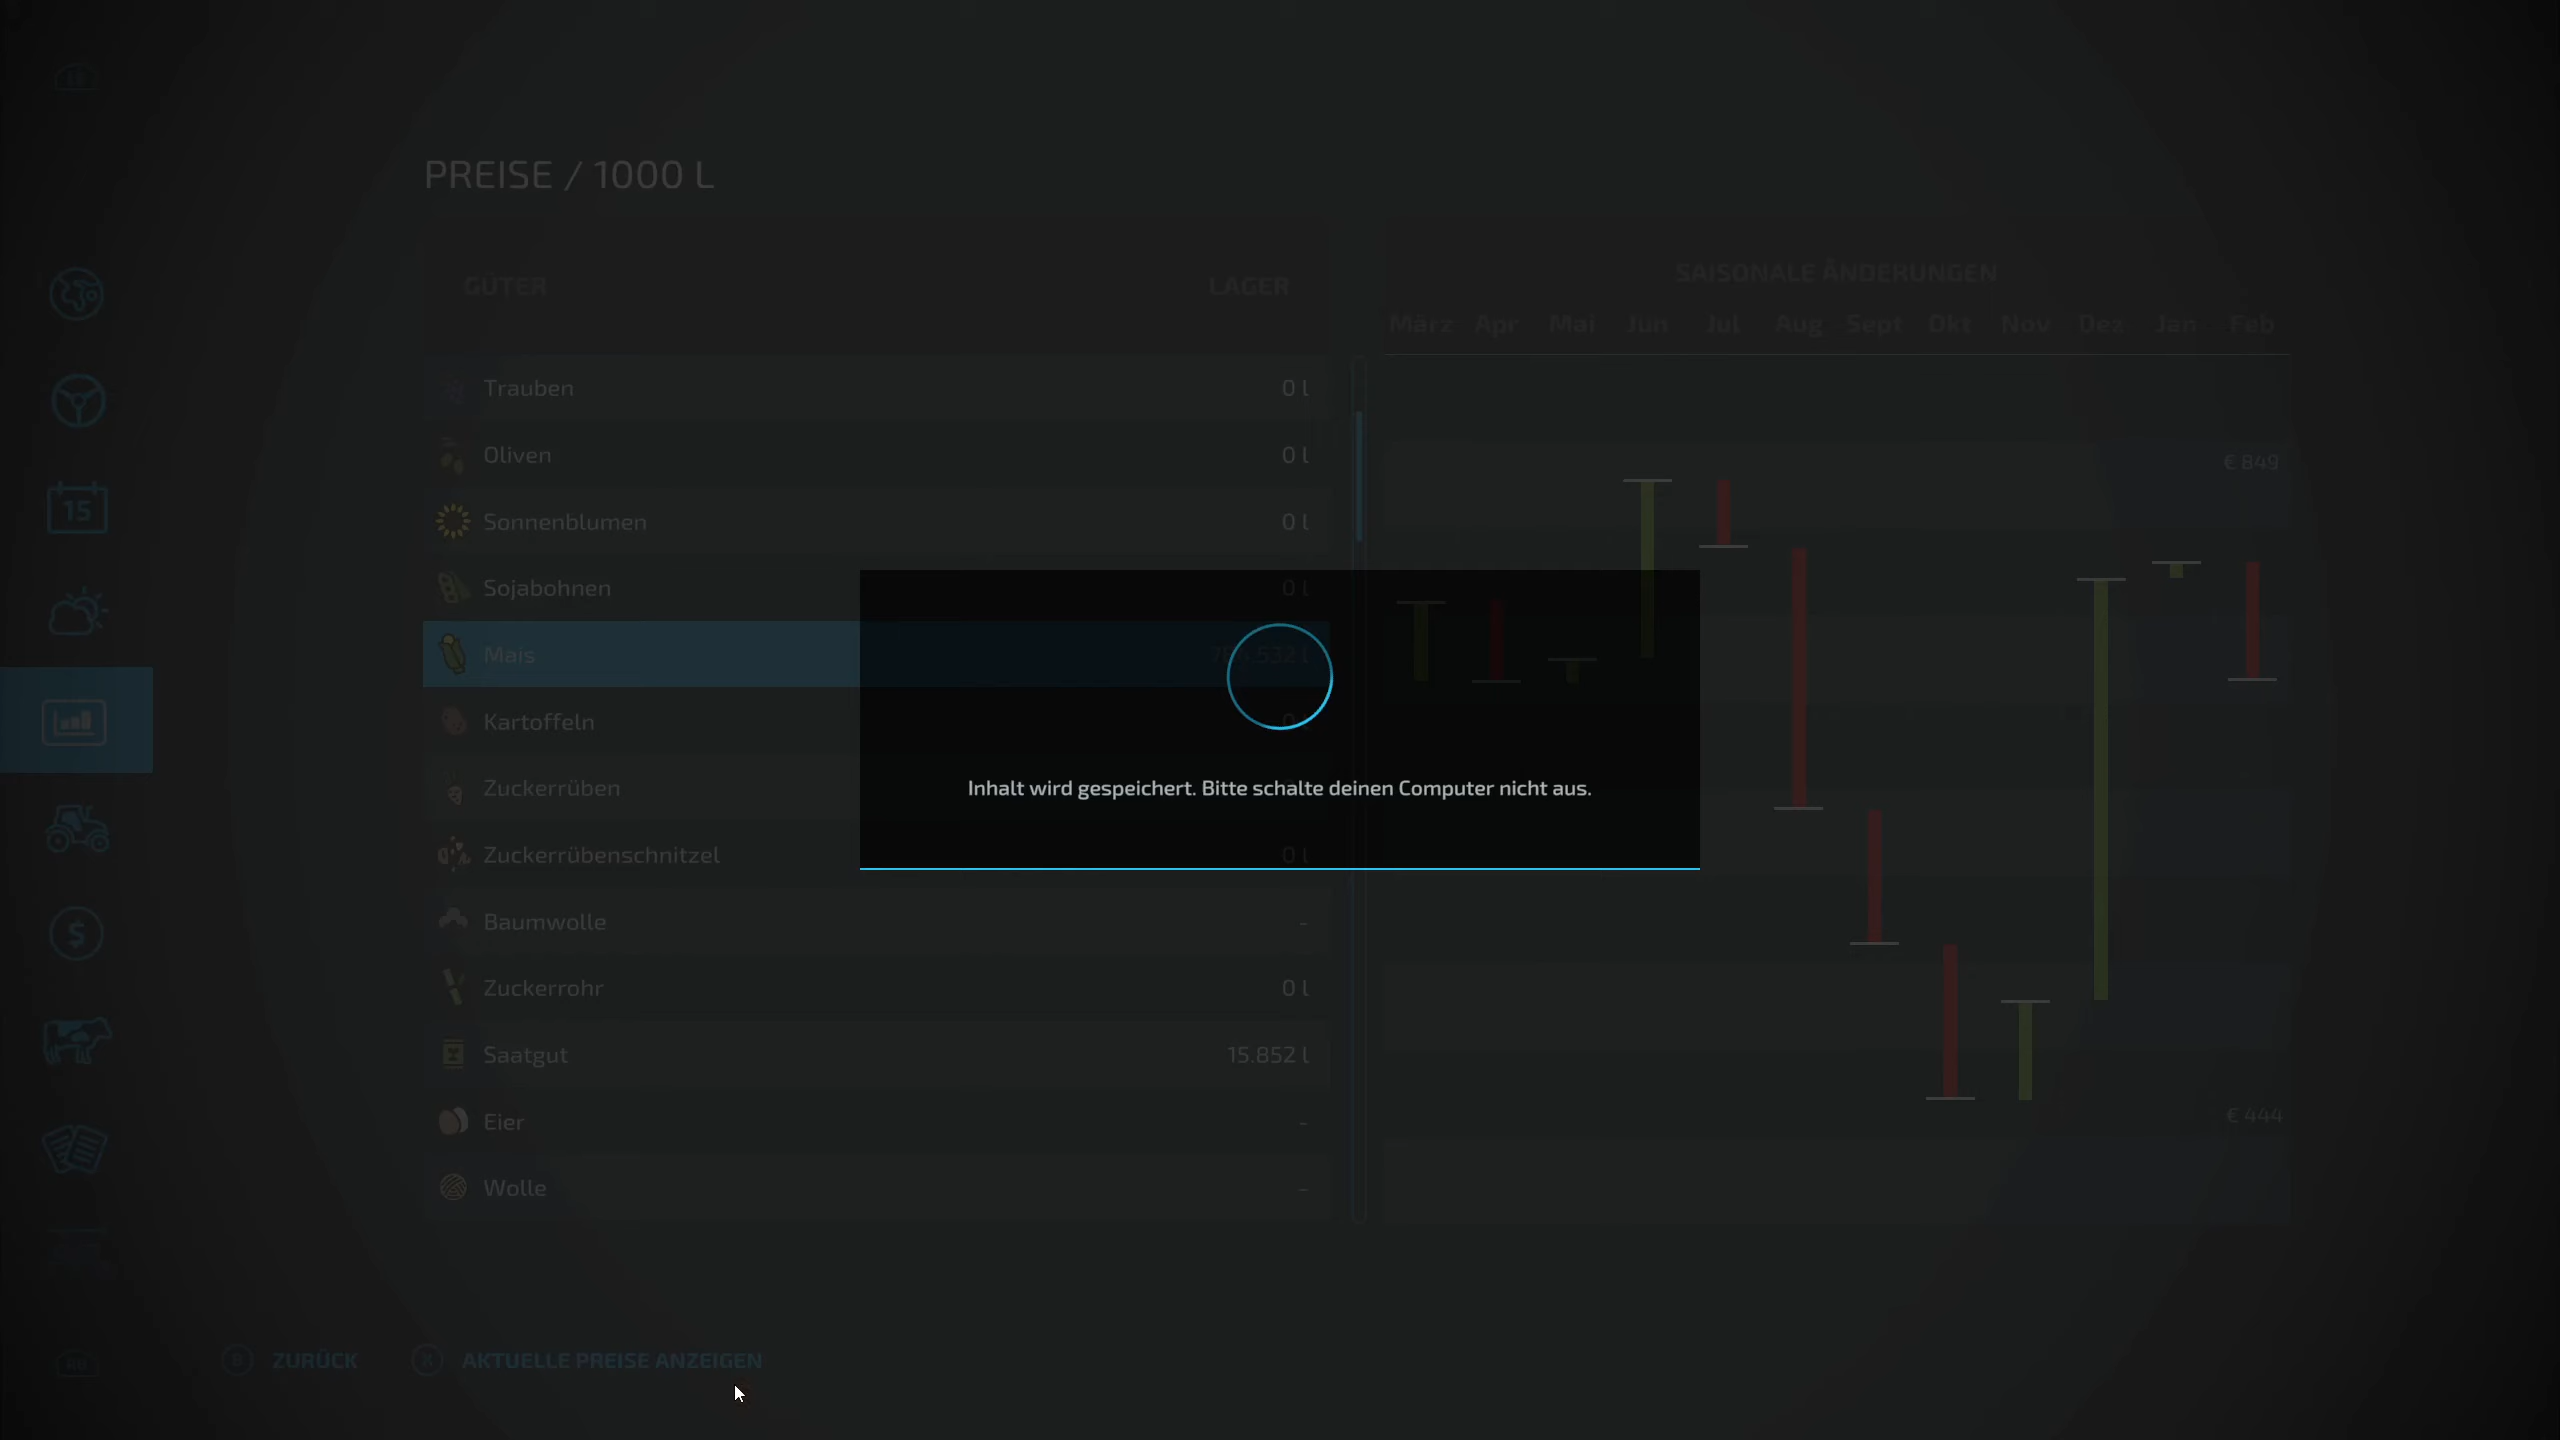 PREISE / 1000 L
GÜTER LAGER
SAISONALE ÄNDERUNGEN
März Apr Mai Jun Jul Aug Sept Okt Nov Dez Jan Feb
Trauben 0 l
Oliven 0 l
€ 849
Sonnenblumen 0 l
15
Sojabohnen 0 l
Mais
Kartoffeln
Zuckerrüben
Inhalt wird gespeichert. Bitte schalte deinen Computer nicht aus.
Zuckerrübenschnitzel 0 l
Baumwolle -
$
Zuckerrohr 0 l
Saatgut 15.852 l
€ 444
Eier -
Wolle -
ZURÜCK AKTUELLE PREISE ANZEIGEN